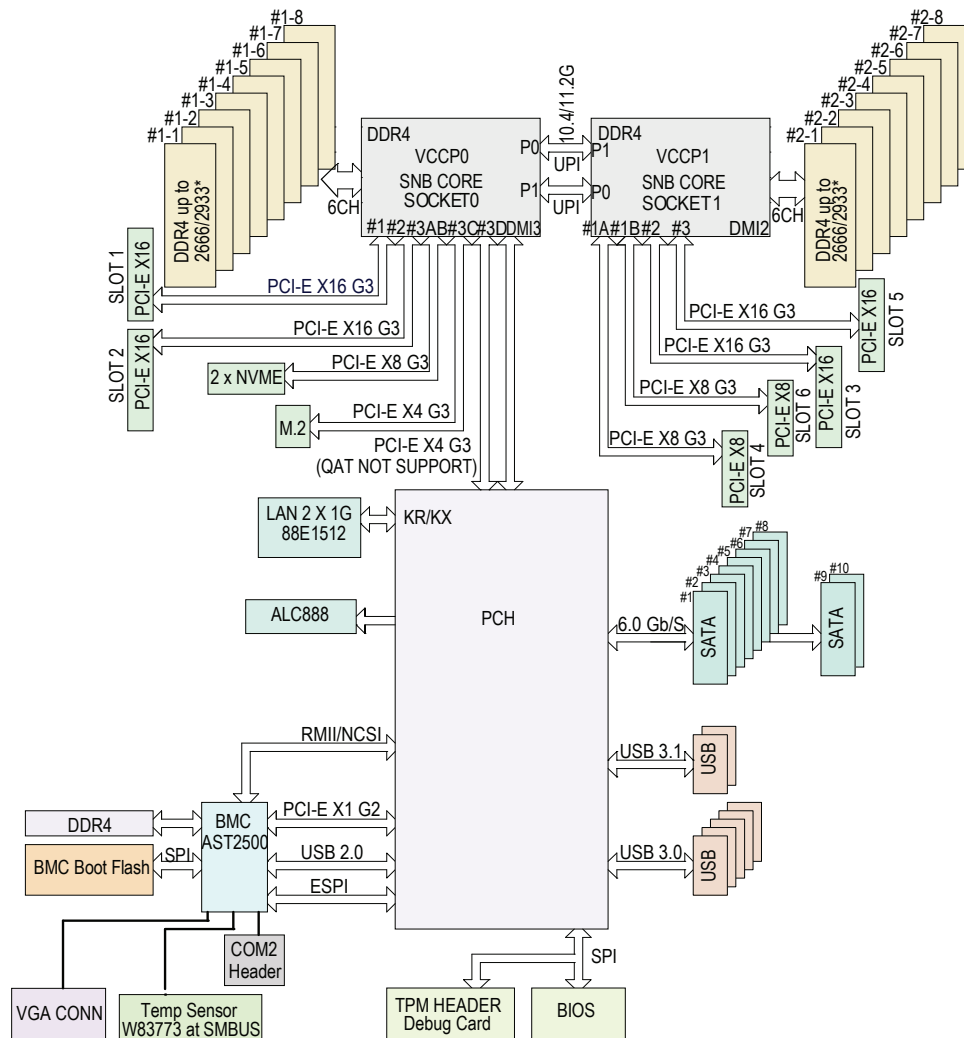 #1-8
#1-7
#1-6
#1-5
#1-4
#1-3
#1-2
#1-1
DDR4 up to
2666/2933*
6CH
DDR4
VCCP0
SNB CORE
SOCKET0
P0
P1
#1
#2
#3AB
#3C
#3D
DMI3
10.4/11.2G
UPI
UPI
DDR4
P1
P0
VCCP1
SNB CORE
SOCKET1
#1A
#1B
#2
#3
DMI2
6CH
#2-8
#2-7
#2-6
#2-5
#2-4
#2-3
#2-2
#2-1
DDR4 up to
2666/2933*
SLOT 1
PCI-E X16
PCI-E X16 G3
SLOT 2
PCI-E X16
PCI-E X16 G3
2 x NVME
PCI-E X8 G3
M.2
PCI-E X4 G3
PCI-E X4 G3
(QAT NOT SUPPORT)
PCI-E X16 G3
PCI-E X16
SLOT 5
PCI-E X16 G3
PCI-E X16
SLOT 3
PCI-E X8 G3
PCI-E X8
SLOT 6
PCI-E X8 G3
PCI-E X8
SLOT 4
LAN 2 X 1G
88E1512
KR/KX
ALC888
PCH
6.0 Gb/S
#1
#2
#3
#4
#5
#6
#7
#8
SATA
#9
#10
SATA
RMII/NCSI
USB 3.1
USB
DDR4
BMC
AST2500
PCI-E X1 G2
BMC Boot Flash
SPI
USB 2.0
USB 3.0
USB
ESPI
COM2
Header
SPI
VGA CONN
Temp Sensor
W83773 at SMBUS
TPM HEADER
Debug Card
BIOS